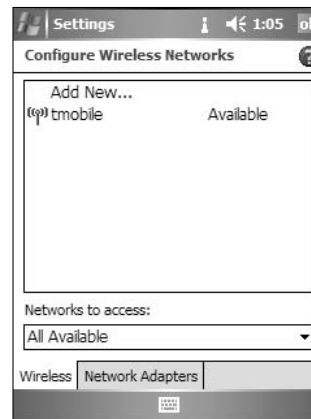 Settings 1:05 ok
Configure Wireless Networks ?
Add New...
tmobile Available
Networks to access:
All Available
Wireless Network Adapters